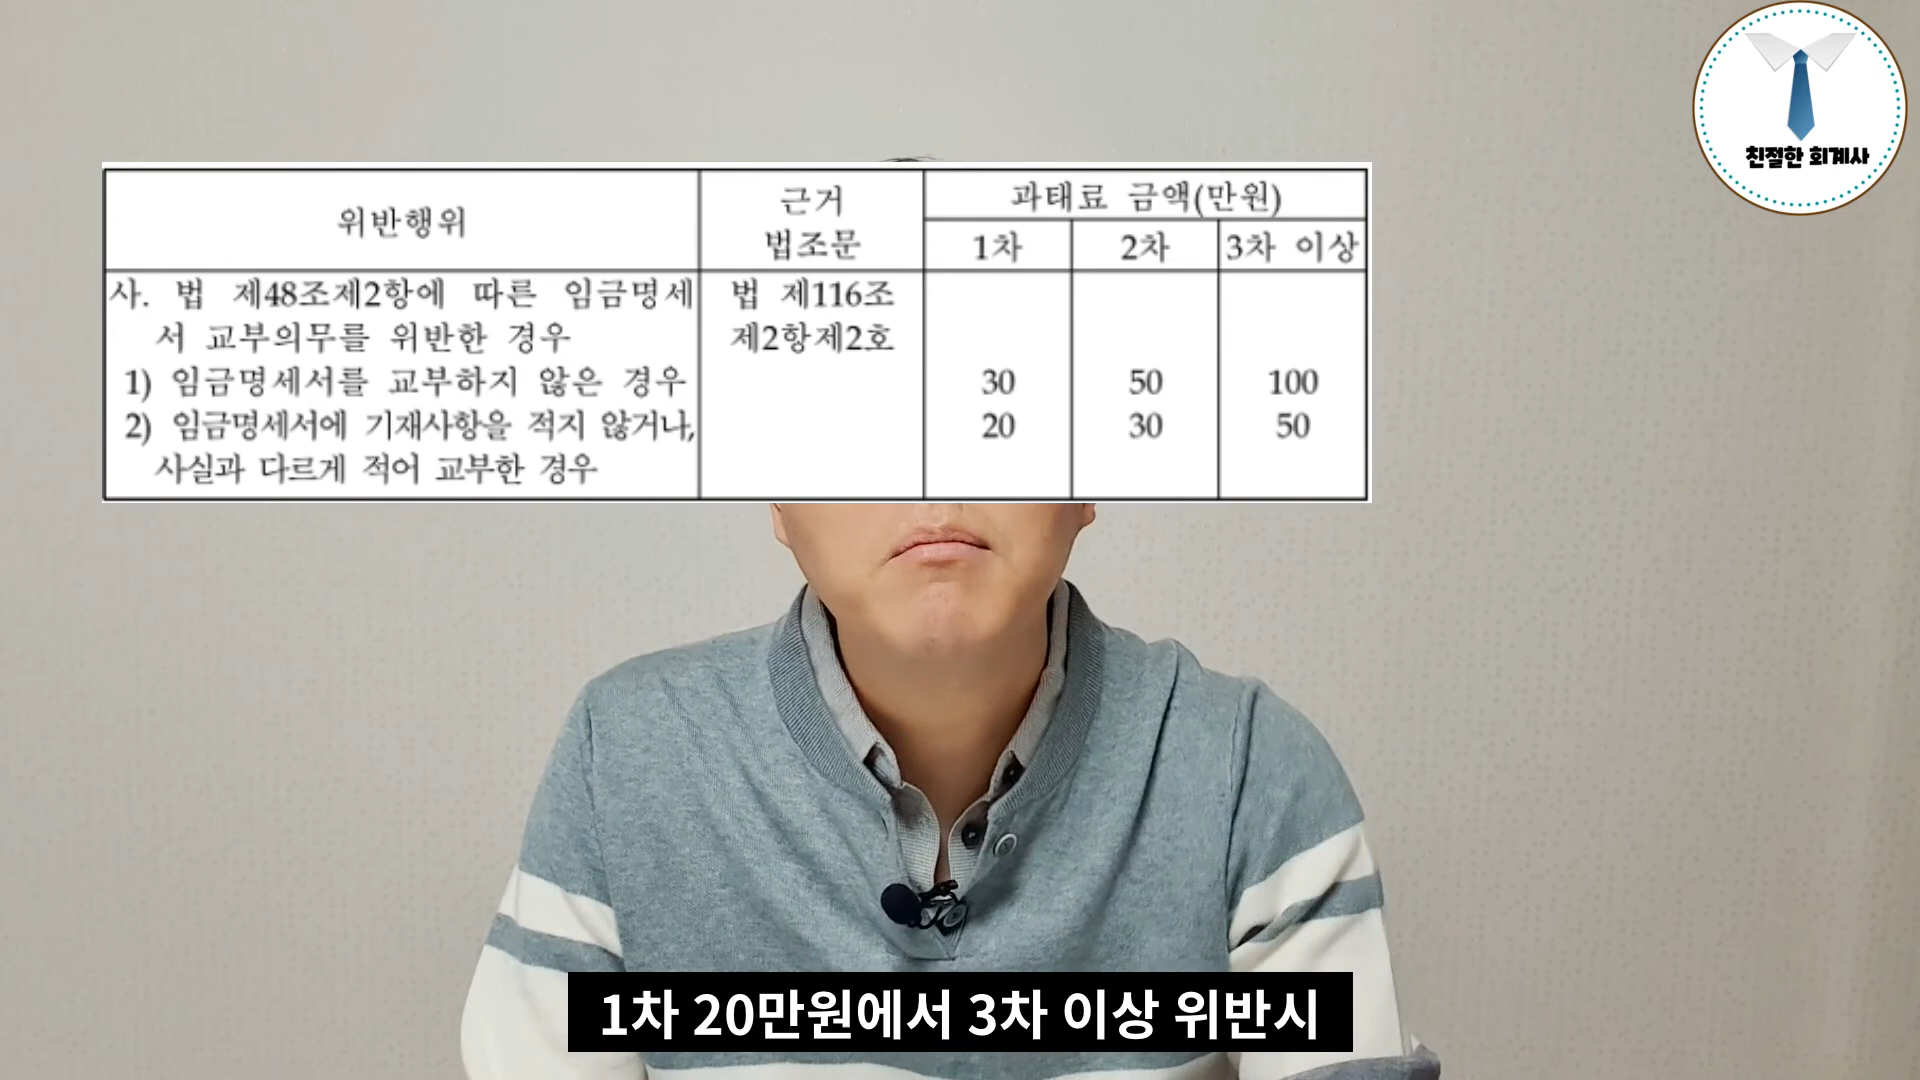 친절한 회계사
위반행위
근거
법조문
과태료 금액(만원)
1차
2차
3차 이상
사. 법 제48조제2항에 따른 임금명세
서 교부의무를 위반한 경우
법 제116조
제2항제2호
1) 임금명세서를 교부하지 않은 경우
30
50
100
2) 임금명세서에 기재사항을 적지 않거나,
20
30
50
사실과 다르게 적어 교부한 경우
1차 20만원에서 3차 이상 위반시